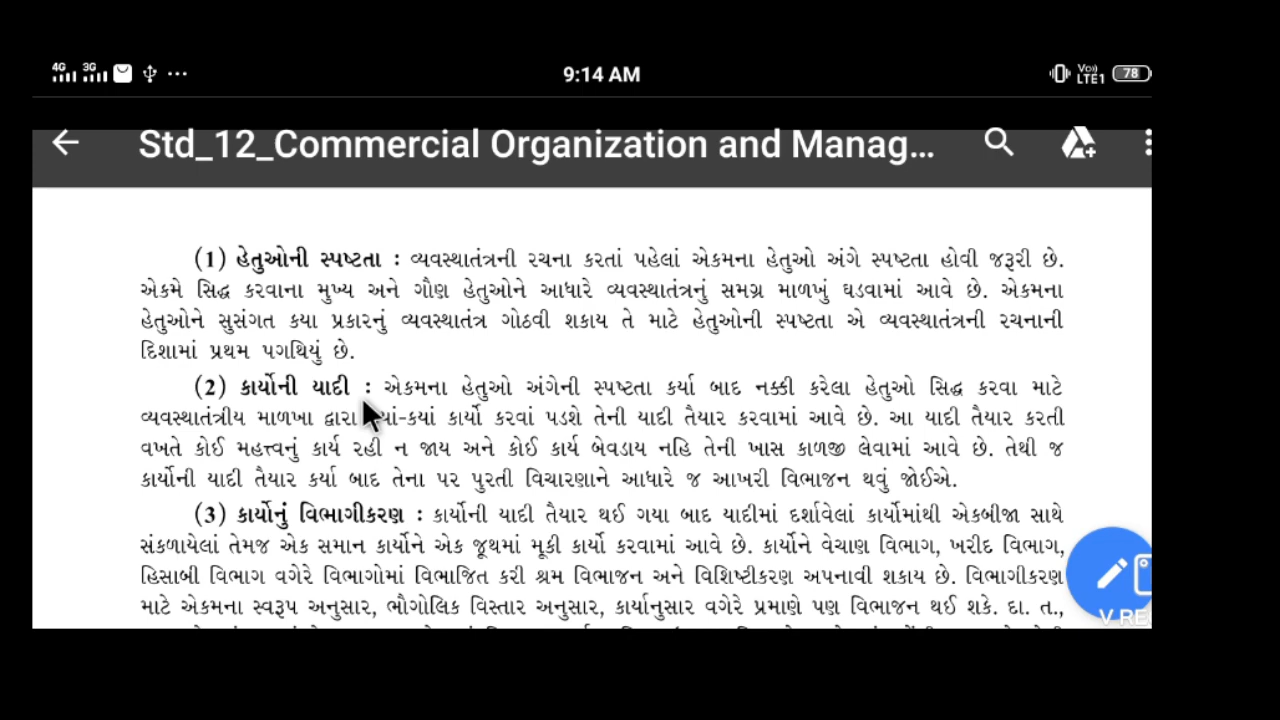 4G 3G ... 9:14 AM Vo)) LTE1 78
Std_12_Commercial Organization and Manag...
(1) હેતુઓની સ્પષ્ટતા : વ્યવસ્થાતંત્રની રચના કરતાં પહેલાં એકમના હેતુઓ અંગે સ્પષ્ટતા હોવી જરૂરી છે.
એકમે સિદ્ધ કરવાના મુખ્ય અને ગૌણ હેતુઓને આધારે વ્યવસ્થાતંત્રનું સમગ્ર માળખું ઘડવામાં આવે છે. એકમના
હેતુઓને સુસંગત કયા પ્રકારનું વ્યવસ્થાતંત્ર ગોઠવી શકાય તે માટે હેતુઓની સ્પષ્ટતા એ વ્યવસ્થાતંત્રની રચનાની
દિશામાં પ્રથમ પગથિયું છે.
(2) કાર્યોની યાદી : એકમના હેતુઓ અંગેની સ્પષ્ટતા કર્યા બાદ નક્કી કરેલા હેતુઓ સિદ્ધ કરવા માટે
વ્યવસ્થાતંત્રીય માળખા દ્વારા કાર્યો કરવાં પડશે તેની યાદી તૈયાર કરવામાં આવે છે. આ યાદી તૈયાર કરતી
વખતે કોઈ મહત્ત્વનું કાર્ય રહી ન જાય અને કોઈ કાર્ય બેવડાય નહિ તેની ખાસ કાળજી લેવામાં આવે છે. તેથી જ
કાર્યોની યાદી તૈયાર કર્યા બાદ તેના પર પુરતી વિચારણાને આધારે જ આખરી વિભાજન થવું જોઈએ.
(3) કાર્યોનું વિભાગીકરણ : કાર્યોની યાદી તૈયાર થઈ ગયા બાદ યાદીમાં દર્શાવેલાં કાર્યોમાંથી એકબીજા સાથે
સંકળાયેલાં તેમજ એક સમાન કાર્યોને એક જૂથમાં મૂકી કાર્યો કરવામાં આવે છે. કાર્યોને વેચાણ વિભાગ, ખરીદ વિભાગ,
હિસાબી વિભાગ વગેરે વિભાગોમાં વિભાજિત કરી શ્રમ વિભાજન અને વિશિષ્ટીકરણ અપનાવી શકાય છે. વિભાગીકરણ
માટે એકમના સ્વરૂપ અનુસાર, ભૌગોલિક વિસ્તાર અનુસાર, કાર્યાનુસાર વગેરે પ્રમાણે પણ વિભાજન થઈ શકે. દા. ત.,